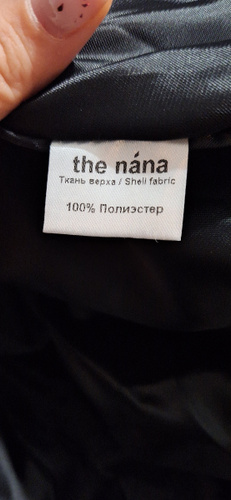 the nána
Ткань верха / Shell fabric
100% Полиэстер